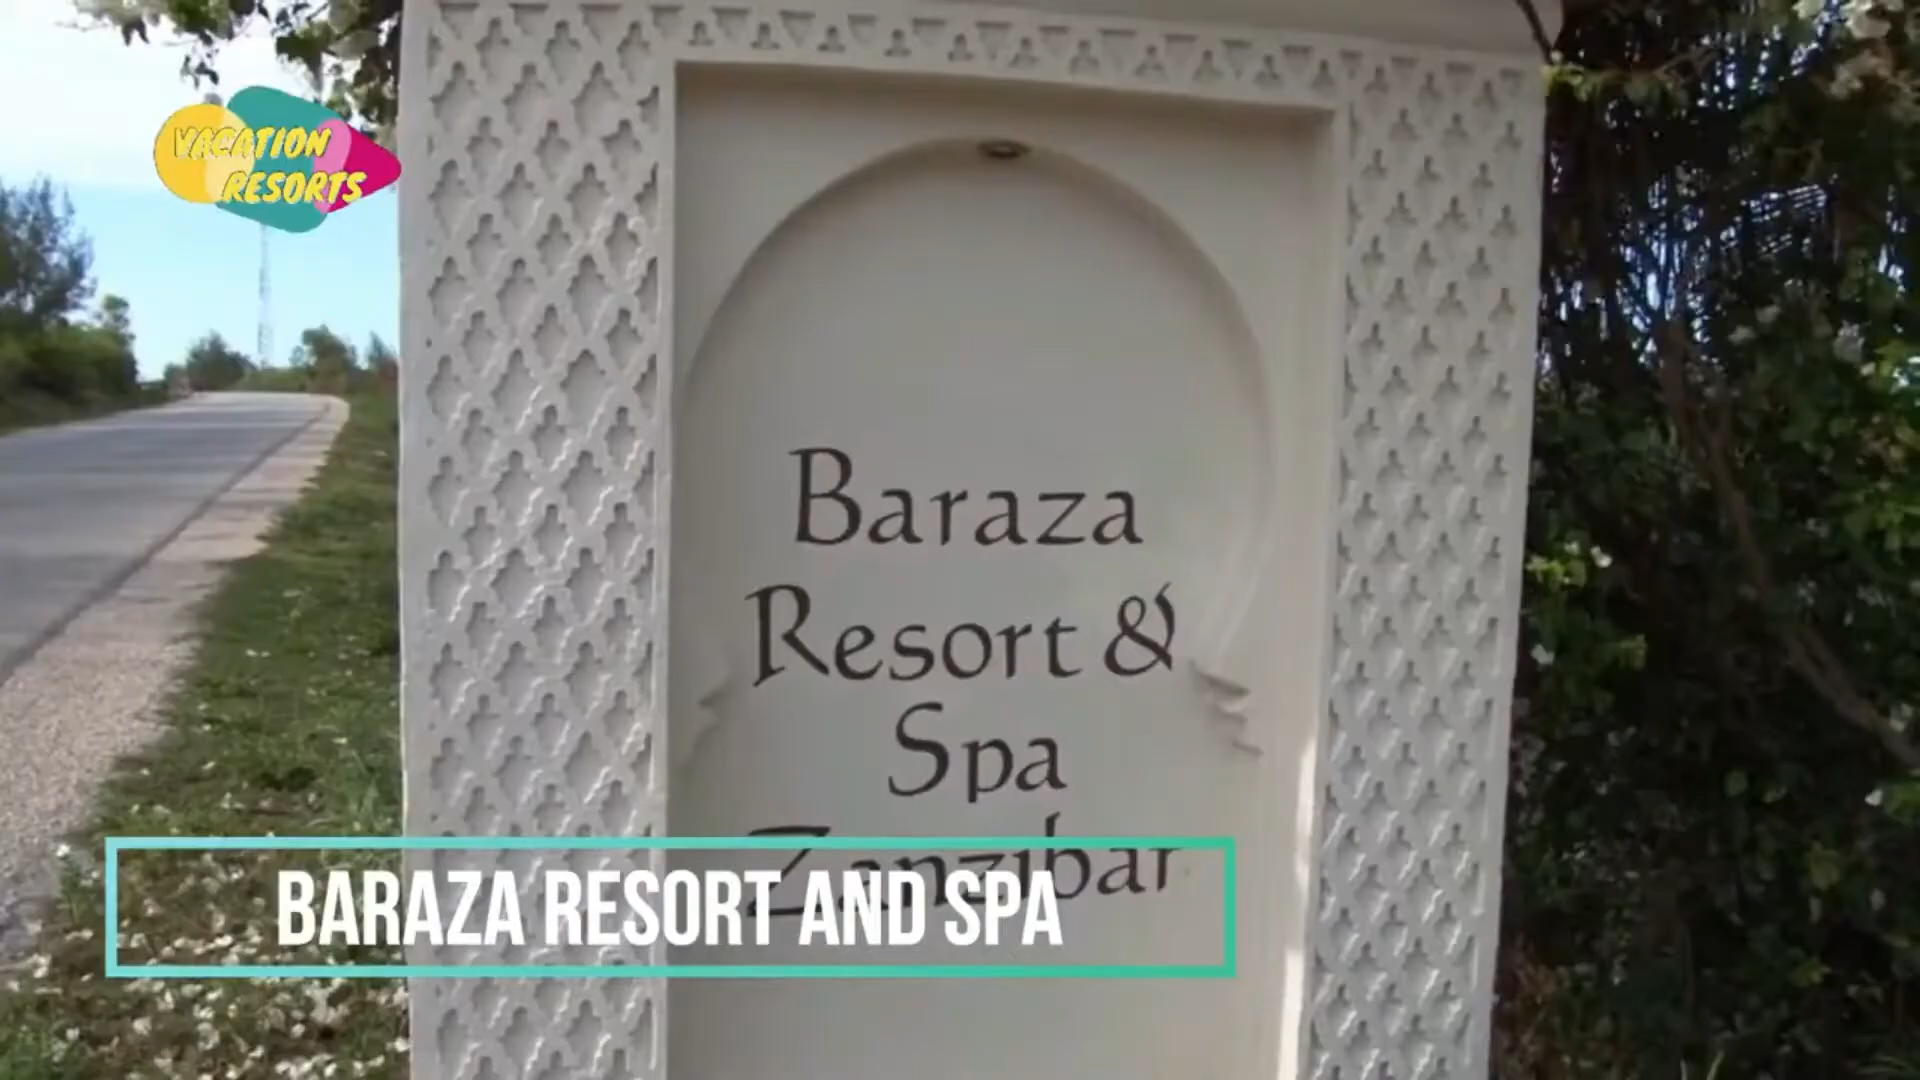 VACATION
RESORTS
Baraza
Resort &
Spa
Zanzibar
BARAZA RESORT AND SPA